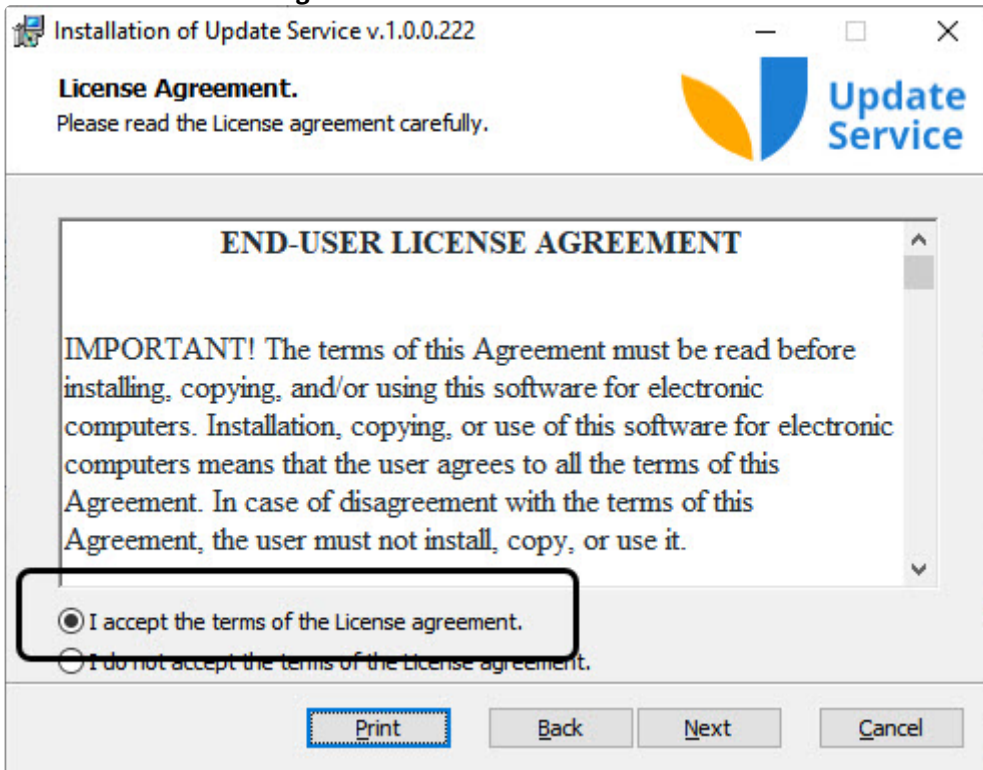 Installation of Update Service v.1.0.0.222
License Agreement.
Please read the License agreement carefully.
Update
Service
END-USER LICENSE AGREEMENT
IMPORTANT! The terms of this Agreement must be read before
installing, copying, and/or using this software for electronic
computers. Installation, copying, or use of this software for electronic
computers means that the user agrees to all the terms of this
Agreement. In case of disagreement with the terms of this
Agreement, the user must not install, copy, or use it.
I accept the terms of the License agreement.
I do not accept the terms of the License agreement.
Print
Back
Next
Cancel